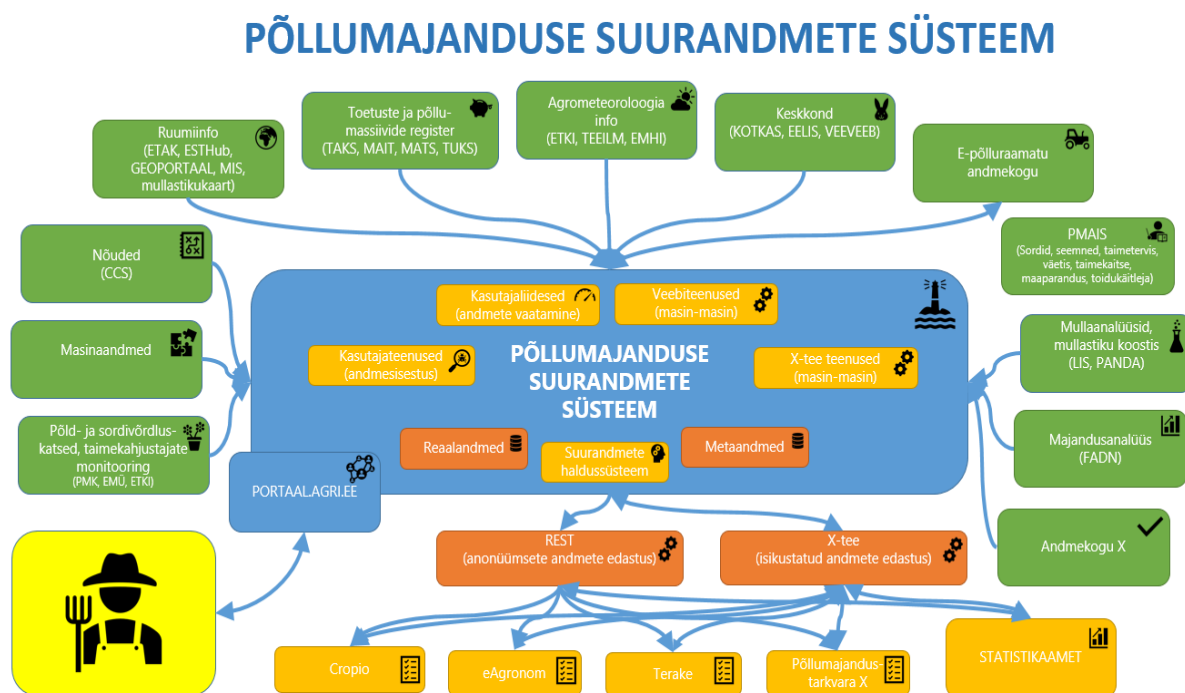 PÕLLUMAJANDUSE SUURANDMETE SÜSTEEM
Ruumiinfo
(ETAK, ESTHub,
GEOPORTAAL, MIS,
mullastikukaart)
Toetuste ja põllu-
massiivide register
(TAKS, MAIT, MATS, TUKS)
Agrometeoroloogia
info
(ETKI, TEEILM, EMHI)
Keskkond
(KOTKAS, EELIS, VEEVEEB)
E-põlluraamatu
andmekogu
Nõuded
(CCS)
Masinaandmed
Põld- ja sordivõrdlus-
katsed, taimekahjustajate
monitooring
(PMK, EMÜ, ETKI)
PMAIS
(Sordid, seemned, taimetervis,
väetis, taimekaitse,
maaparandus, toidukäitleja)
Mullaanalüüsid,
mullastiku koostis
(LIS, PANDA)
Majandusanalüüs
(FADN)
Andmekogu X
Kasutajaliidesed
(andmete vaatamine)
Veebiteenused
(masin-masin)
Kasutajateenused
(andmesisestus)
PÕLLUMAJANDUSE
SUURANDMETE
SÜSTEEM
X-tee teenused
(masin-masin)
Reaalandmed
Suurandmete
haldussüsteem
Metaandmed
PORTAAL.AGRI.EE
REST
(anonüümsete andmete edastus)
X-tee
(isikustatud andmete edastus)
Cropio
eAgronom
Terake
Põllumajandus-
tarkvara X
STATISTIKAAMET